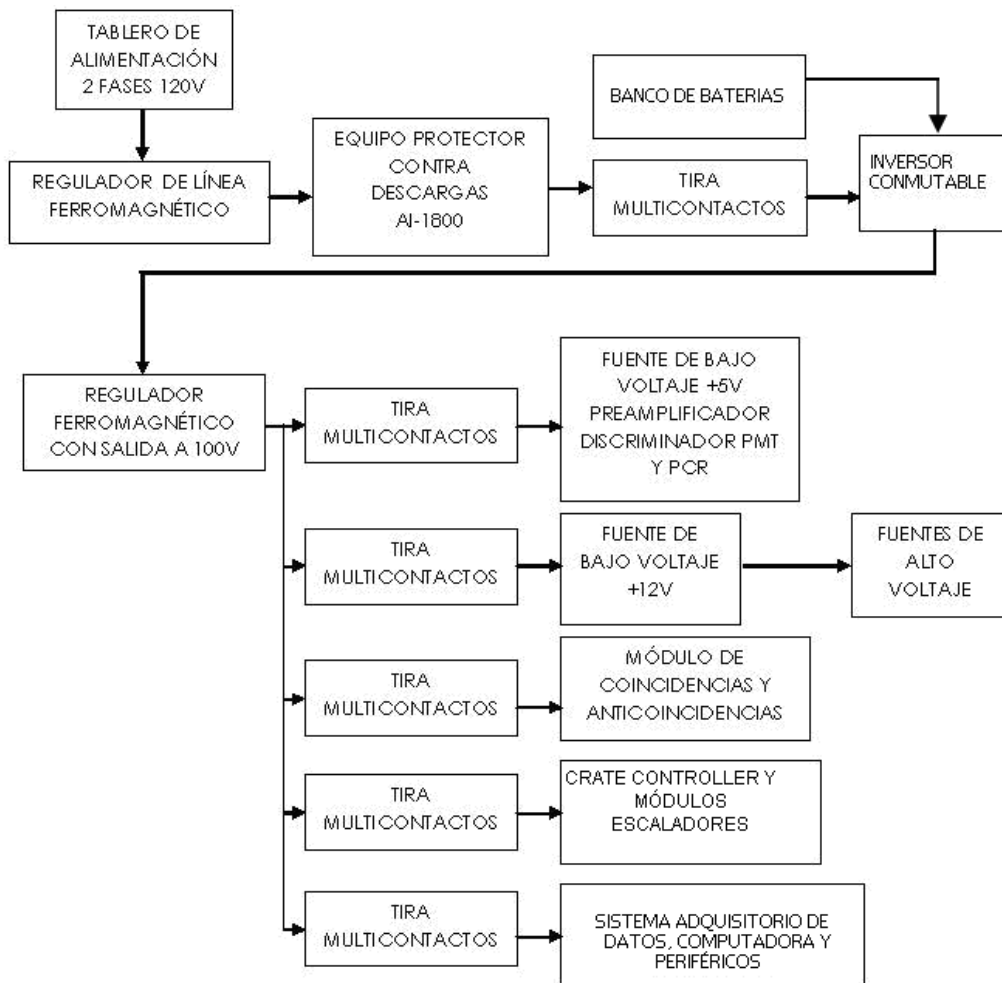 TABLERO DE
ALIMENTACIÓN
2 FASES 120V
REGULADOR DE LÍNEA
FERROMAGNÉTICO
EQUIPO PROTECTOR
CONTRA
DESCARGAS
AI-1800
BANCO DE BATERIAS
TIRA
MULTICONTACTOS
INVERSOR
CONMUTABLE
REGULADOR
FERROMAGNÉTICO
CON SALIDA A 100V
TIRA
MULTICONTACTOS
FUENTE DE BAJO
VOLTAJE +5V
PREAMPLIFICADOR
DISCRIMINADOR PMT
Y PCR
TIRA
MULTICONTACTOS
FUENTE DE
BAJO VOLTAJE
+12V
FUENTES DE
ALTO
VOLTAJE
TIRA
MULTICONTACTOS
MÓDULO DE
COINCIDENCIAS Y
ANTICOINCIDENCIAS
TIRA
MULTICONTACTOS
CRATE CONTROLLER Y
MÓDULOS
ESCALADORES
TIRA
MULTICONTACTOS
SISTEMA ADQUISITORIO DE
DATOS, COMPUTADORA Y
PERIFÉRICOS